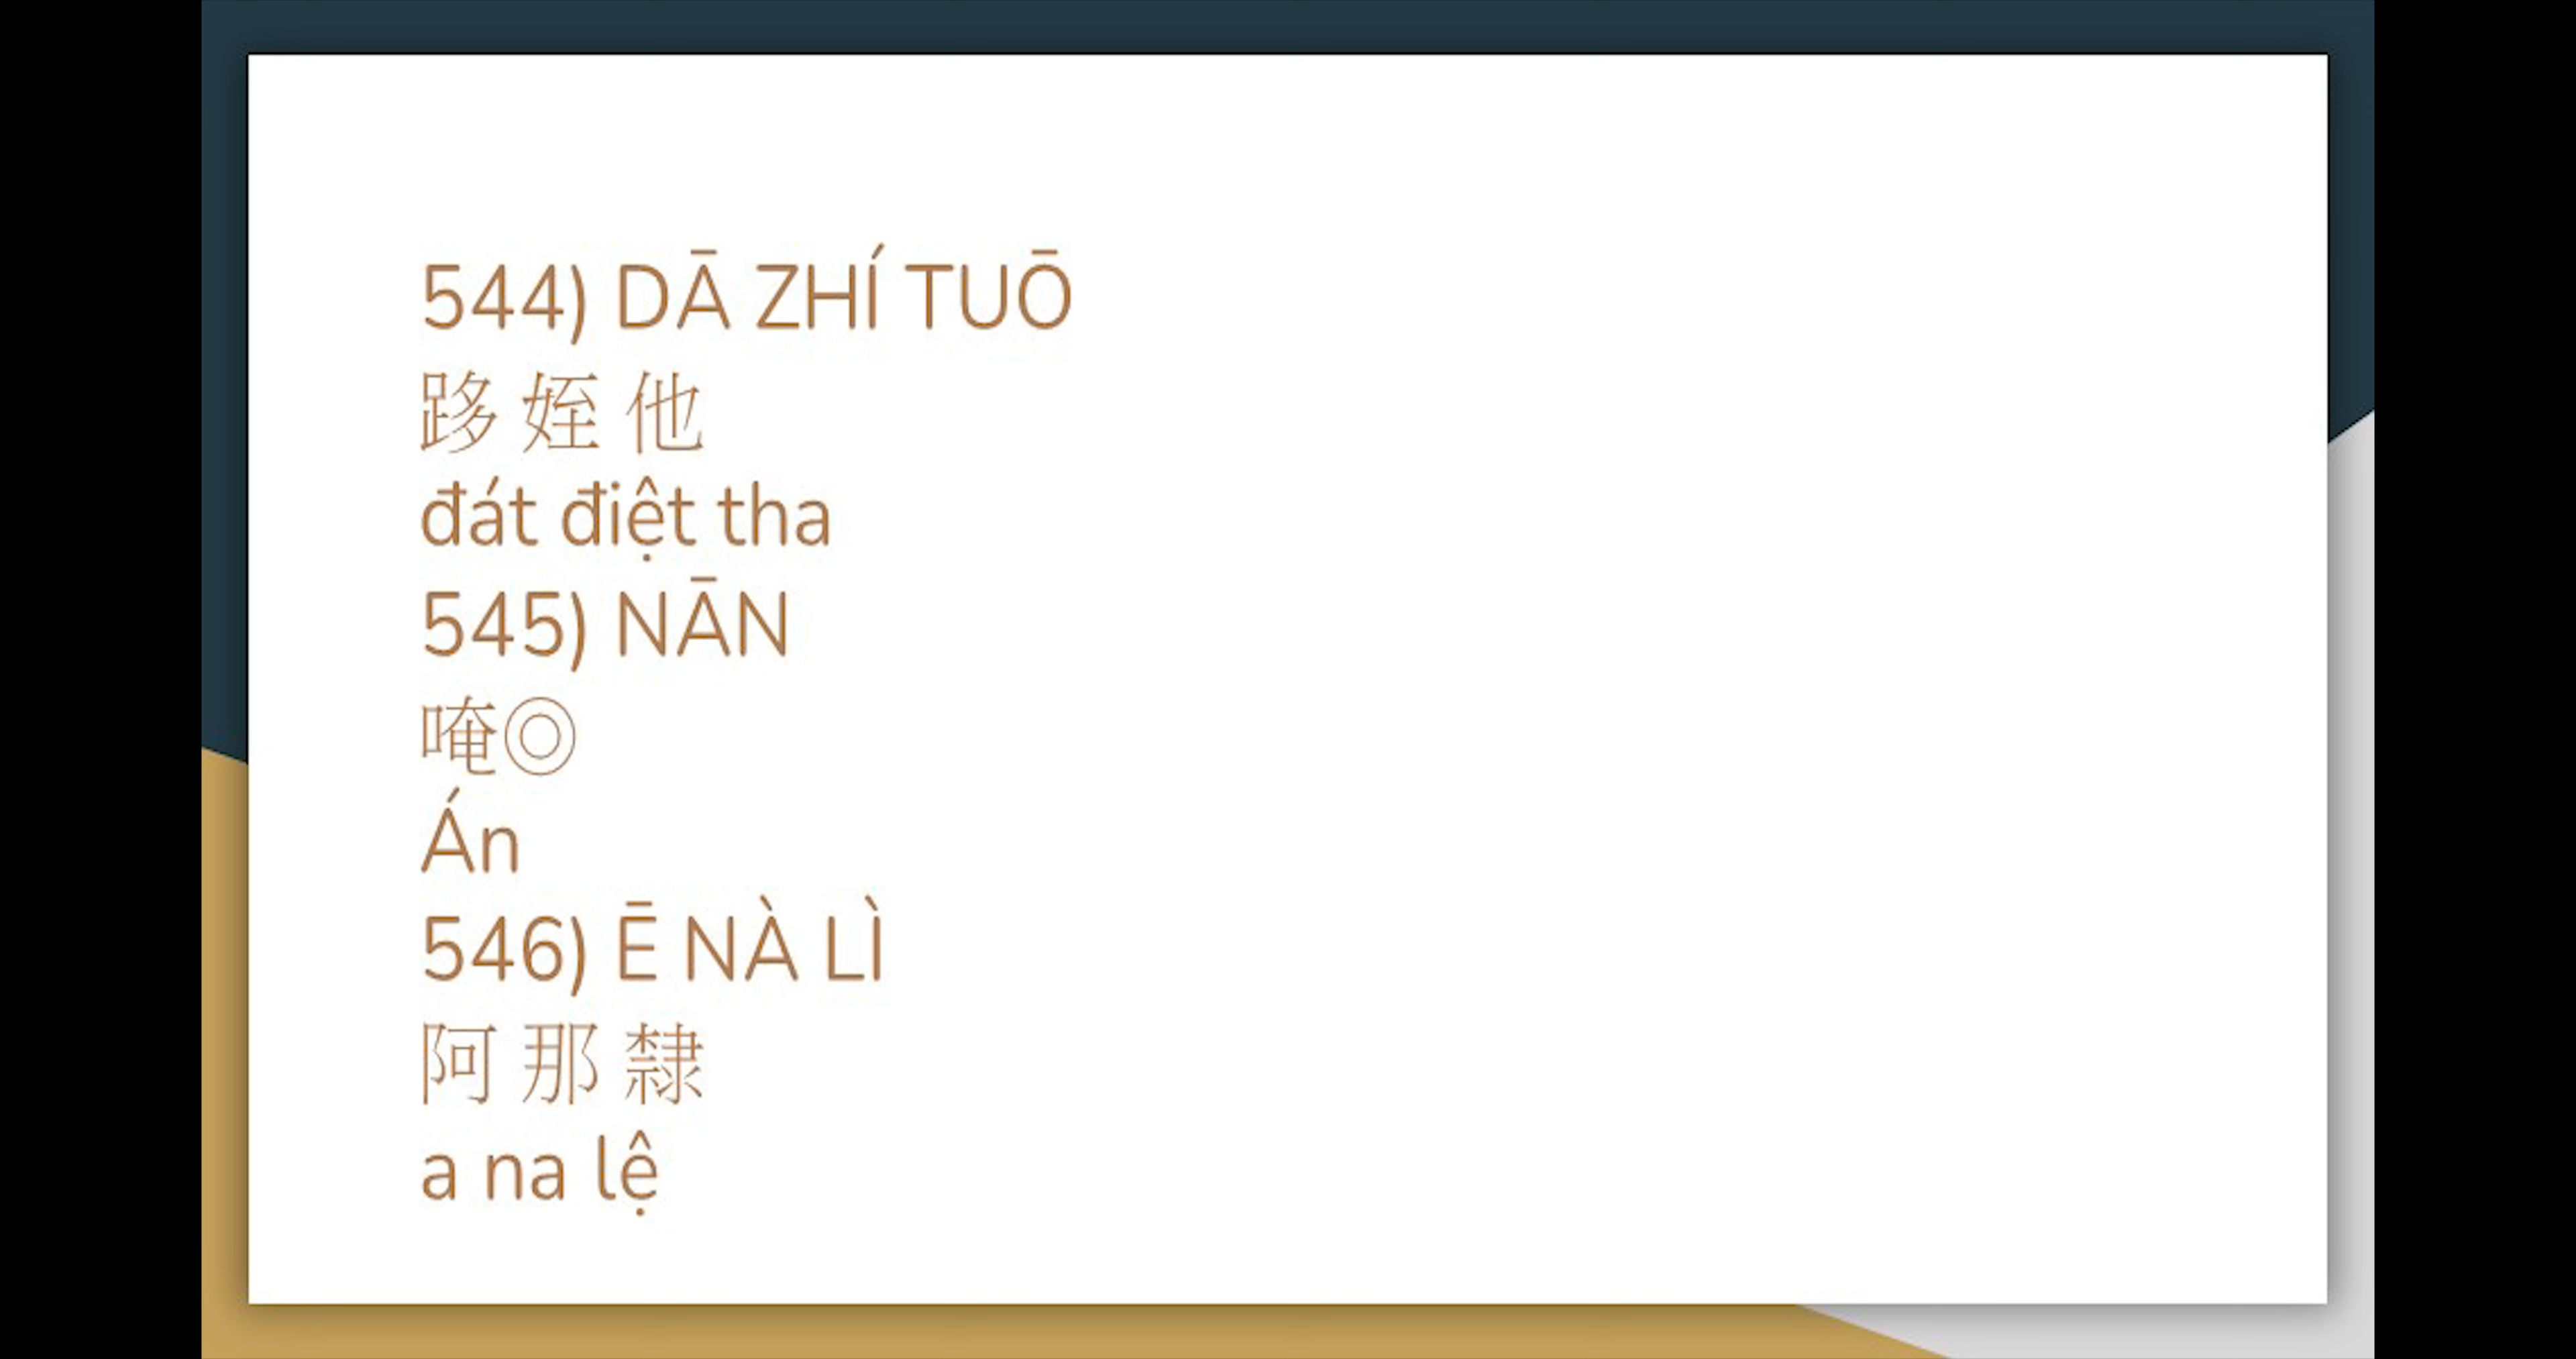 544) DĀ ZHÍ TUŌ
跢 姪 他
đát điệt tha
545) NĀN
唵◎
Án
546) Ē NÀ LÌ
阿 那 隸
a na lệ